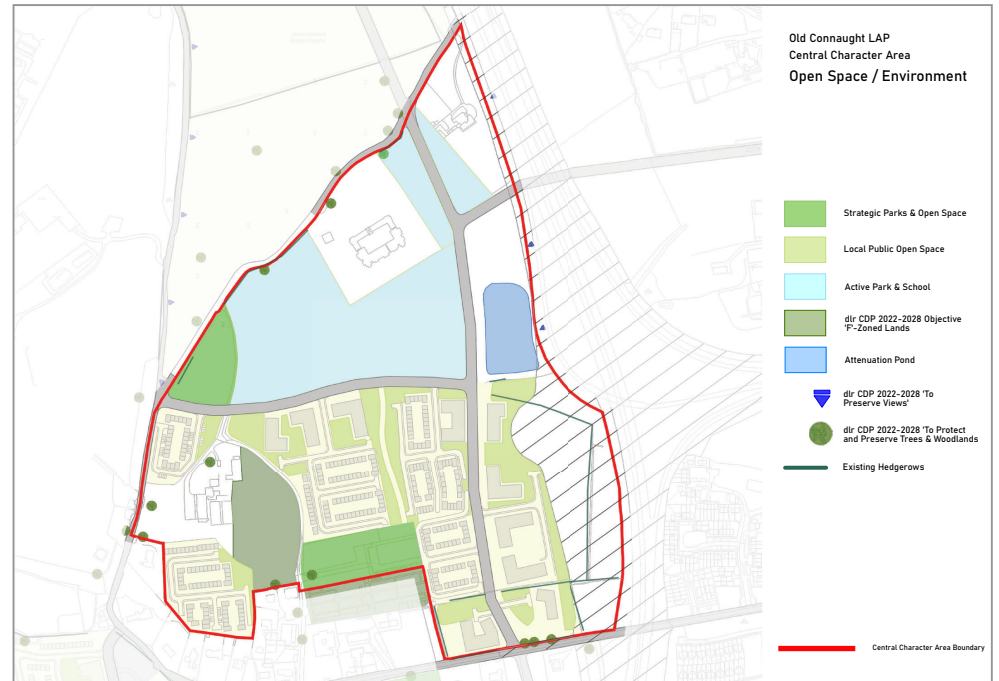 Old Connaught LAP
Central Character Area
Open Space / Environment
Strategic Parks & Open Space
Local Public Open Space
Active Park & School
dlr CDP 2022-2028 Objective
'F'-Zoned Lands
Attenuation Pond
dlr CDP 2022-2028 'To
Preserve Views'
dlr CDP 2022-2028 'To Protect
and Preserve Trees & Woodlands
Existing Hedgerows
Central Character Area Boundary